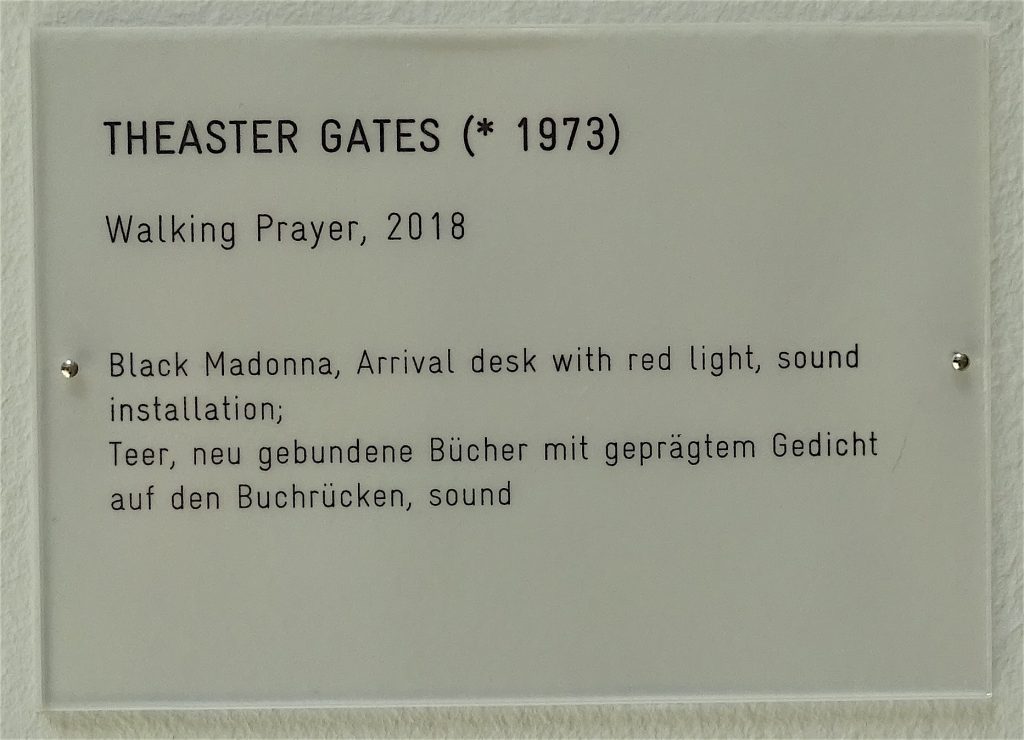 THEASTER GATES (* 1973)
Walking Prayer, 2018
Black Madonna, Arrival desk with red light, sound
installation;
Teer, neu gebundene Bücher mit geprägtem Gedicht
auf den Buchrücken, sound